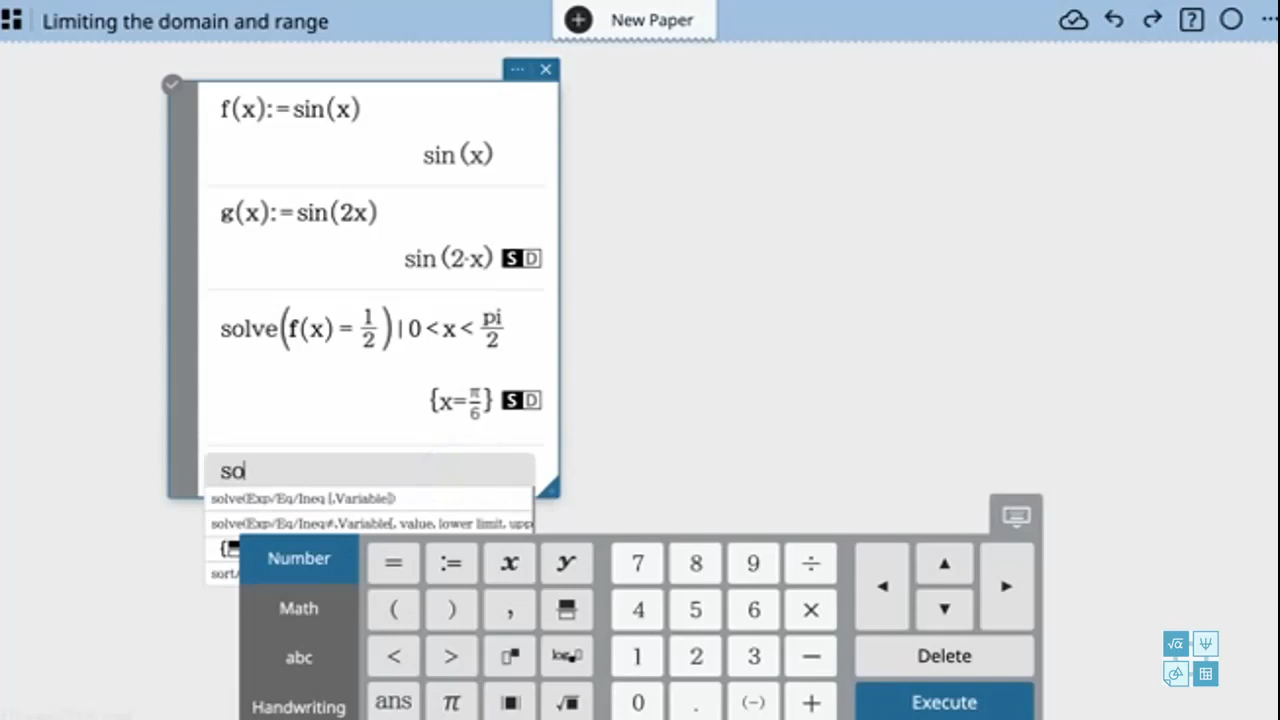 Limiting the domain and range
New Paper
f(x):=sin(x)
sin(x)
g(x):=sin(2x)
sin(2·x) S D
solve(f(x) = 1/2) | 0 < x < pi/2
{x=π/6} S D
so
solve(Exp/Eq/Ineq [,Variable])
solve(Exp/Eq/Ineq≠,Variable[, value, lower limit, upp
sort
Number = := x y 7 8 9 ÷
Math ( ) , 4 5 6 ×
abc < > log 1 2 3 − Delete
Handwriting ans π 0 . (−) + Execute